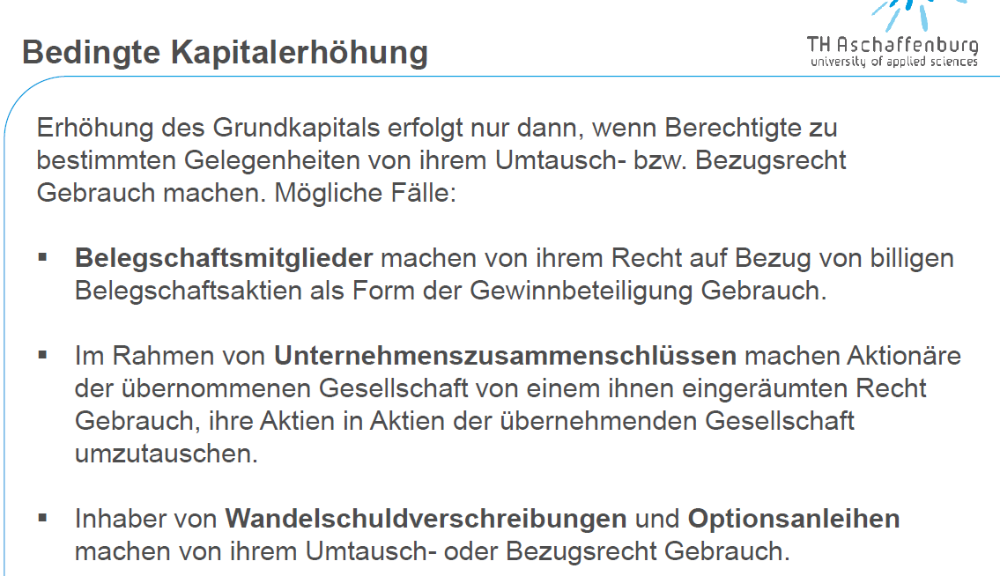 Bedingte Kapitalerhöhung
TH Aschaffenburg
university of applied sciences
Erhöhung des Grundkapitals erfolgt nur dann, wenn Berechtigte zu
bestimmten Gelegenheiten von ihrem Umtausch- bzw. Bezugsrecht
Gebrauch machen. Mögliche Fälle:
▪ Belegschaftsmitglieder machen von ihrem Recht auf Bezug von billigen
Belegschaftsaktien als Form der Gewinnbeteiligung Gebrauch.
▪ Im Rahmen von Unternehmenszusammenschlüssen machen Aktionäre
der übernommenen Gesellschaft von einem ihnen eingeräumten Recht
Gebrauch, ihre Aktien in Aktien der übernehmenden Gesellschaft
umzutauschen.
▪ Inhaber von Wandelschuldverschreibungen und Optionsanleihen
machen von ihrem Umtausch- oder Bezugsrecht Gebrauch.